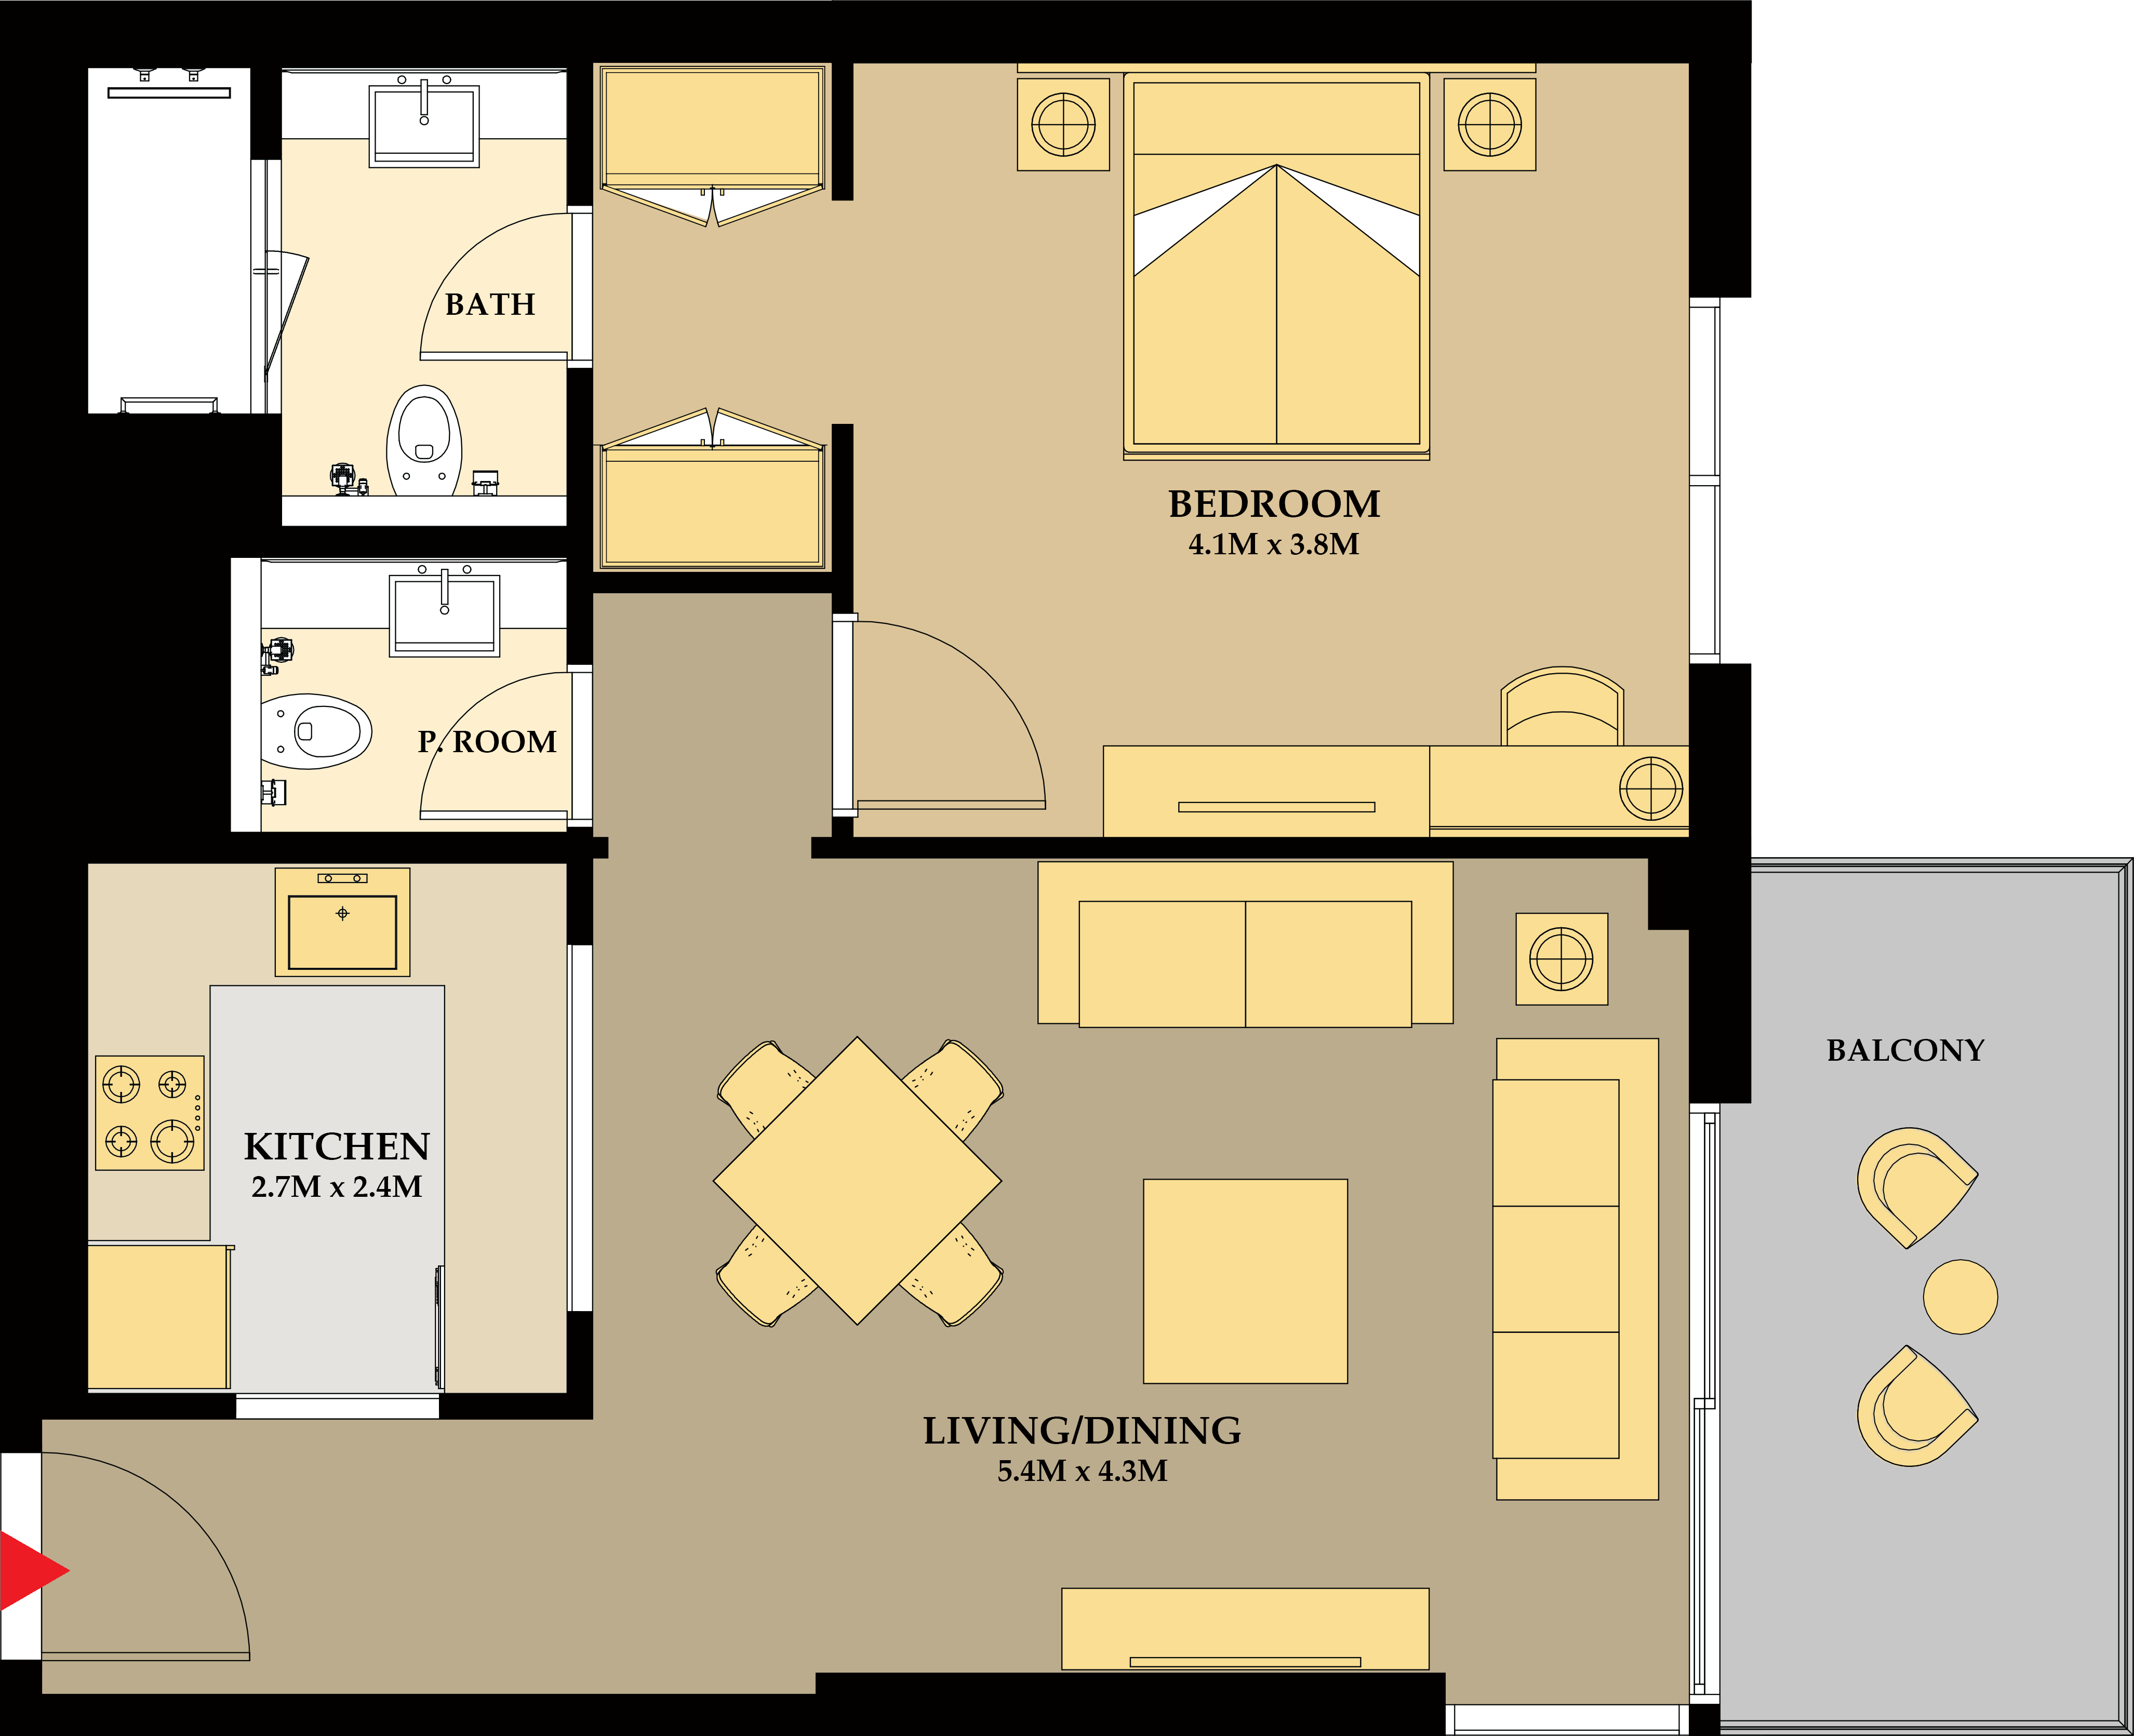 BATH
BEDROOM
4.1M x 3.8M
P. ROOM
KITCHEN
2.7M x 2.4M
BALCONY
LIVING/DINING
5.4M x 4.3M